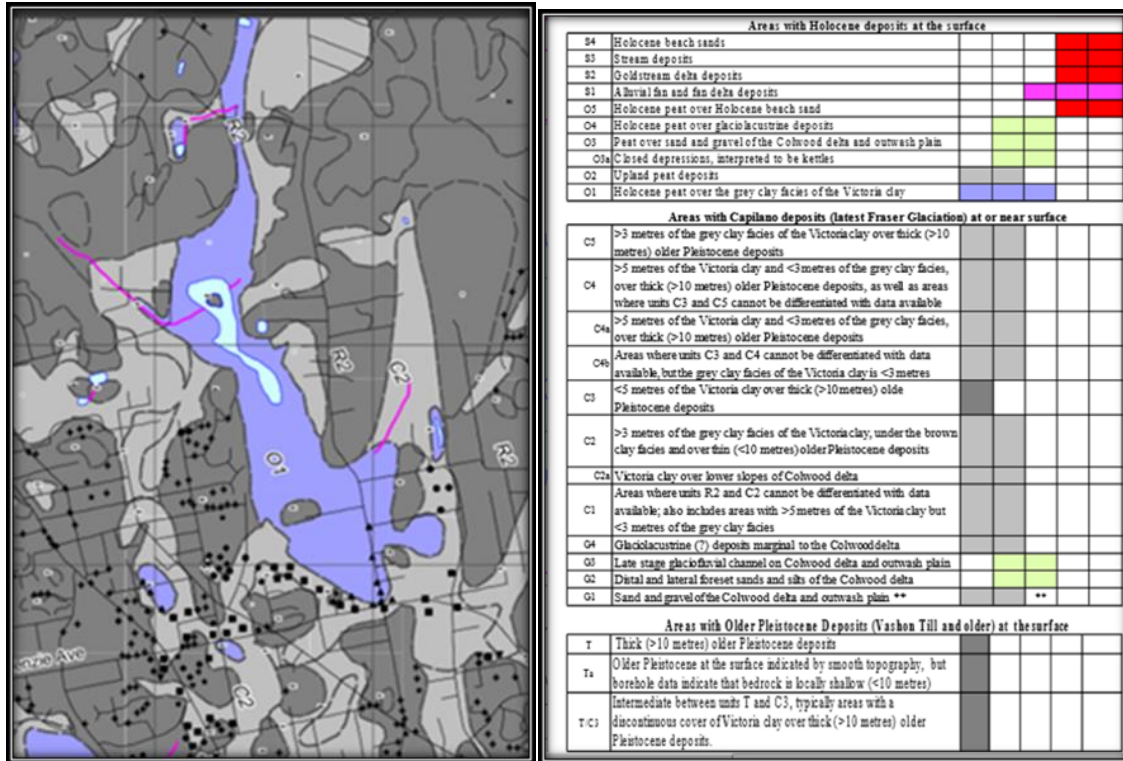 R2
R2
C2
O1
R2
C2
enzie Ave
Areas with Holocene deposits at the surface
S4 Holocene beach sands
S3 Stream deposits
S2 Goldstream delta deposits
S1 Alluvial fan and fan delta deposits
O5 Holocene peat over Holocene beach sand
O4 Holocene peat over glaciolacustrine deposits
O3 Peat over sand and gravel of the Colwood delta and outwash plain
O3a Closed depressions, interpreted to be kettles
O2 Upland peat deposits
O1 Holocene peat over the grey clay facies of the Victoria clay
Areas with Capilano deposits (latest Fraser Glaciation) at or near surface
C5 >3 metres of the grey clay facies of the Victoria clay over thick (>10
metres) older Pleistocene deposits
C4 >5 metres of the Victoria clay and <3 metres of the grey clay facies,
over thick (>10 metres) older Pleistocene deposits, as well as areas
where units C3 and C5 cannot be differentiated with data available
C4a >5 metres of the Victoria clay and <3 metres of the grey clay facies,
over thick (>10 metres) older Pleistocene deposits
C4b Areas where units C3 and C4 cannot be differentiated with data
available, but the grey clay facies of the Victoria clay is <3 metres
C3 <5 metres of the Victoria clay over thick (>10 metres) olde
Pleistocene deposits
C2 >3 metres of the grey clay facies of the Victoria clay, under the brown
clay facies and over thin (<10 metres) older Pleistocene deposits
C2a Victoria clay over lower slopes of Colwood delta
C1 Areas where units R2 and C2 cannot be differentiated with data
available; also includes areas with >5 metres of the Victoria clay but
<3 metres of the grey clay facies
G4 Glaciolacustrine (?) deposits marginal to the Colwood delta
G3 Late stage glaciofluvial channel on Colwood delta and outwash plain
G2 Distal and lateral foreset sands and silts of the Colwood delta
G1 Sand and gravel of the Colwood delta and outwash plain ** **
Areas with Older Pleistocene Deposits (Vashon Till and older) at the surface
T Thick (>10 metres) older Pleistocene deposits
Ta Older Pleistocene at the surface indicated by smooth topography, but
borehole data indicate that bedrock is locally shallow (<10 metres)
T/C3 Intermediate between units T and C3, typically areas with a
discontinuous cover of Victoria clay over thick (>10 metres) older
Pleistocene deposits.